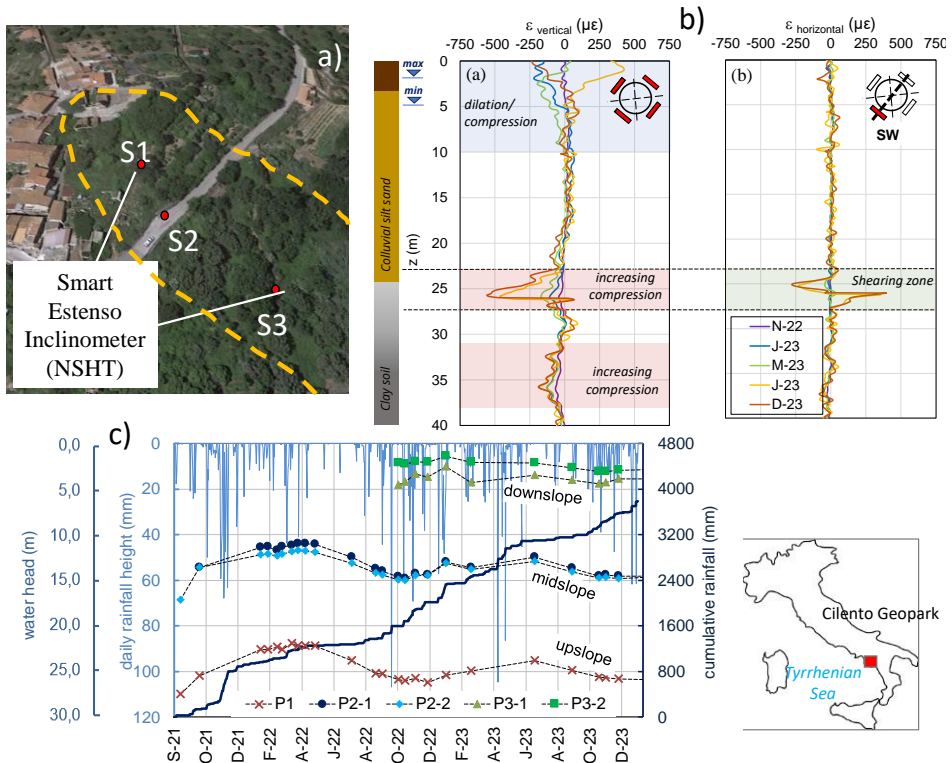 a)
S1
S2
S3
Smart
Estenso
Inclinometer
(NSHT)
b)
ε vertical (με)
-750 -500 -250 0 250 500 750
max
min
(a)
dilation/
compression
0
5
10
15
20
25
30
35
40
z (m)
Colluvial silt sand
Clay soil
increasing
compression
increasing
compression
ε horizontal (με)
-750 -500 -250 0 250 500 750
(b)
SW
Shearing zone
N-22
J-23
M-23
J-23
D-23
c)
water head (m)
0,0
5,0
10,0
15,0
20,0
25,0
30,0
daily rainfall height (mm)
0
20
40
60
80
100
120
downslope
midslope
upslope
P1 P2-1 P2-2 P3-1 P3-2
4800
4000
3200
2400
1600
800
0
cumulative rainfall (mm)
S-21 O-21 D-21 F-22 A-22 J-22 A-22 O-22 D-22 F-23 A-23 J-23 A-23 O-23 D-23
Cilento Geopark
Tyrrhenian
Sea